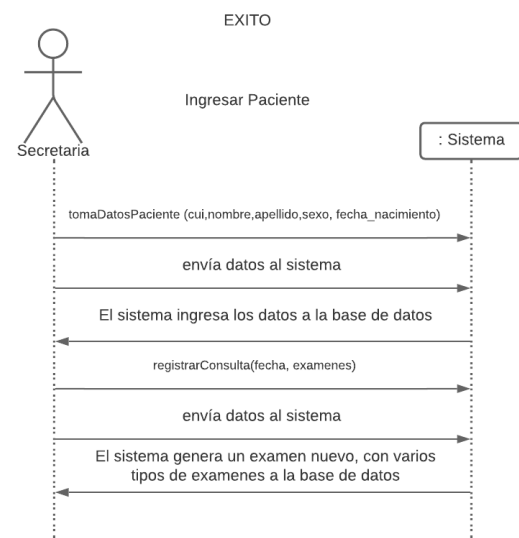 EXITO
Ingresar Paciente
Secretaria
: Sistema
tomaDatosPaciente (cui,nombre,apellido,sexo, fecha_nacimiento)
envía datos al sistema
El sistema ingresa los datos a la base de datos
registrarConsulta(fecha, examenes)
envía datos al sistema
El sistema genera un examen nuevo, con varios
tipos de examenes a la base de datos